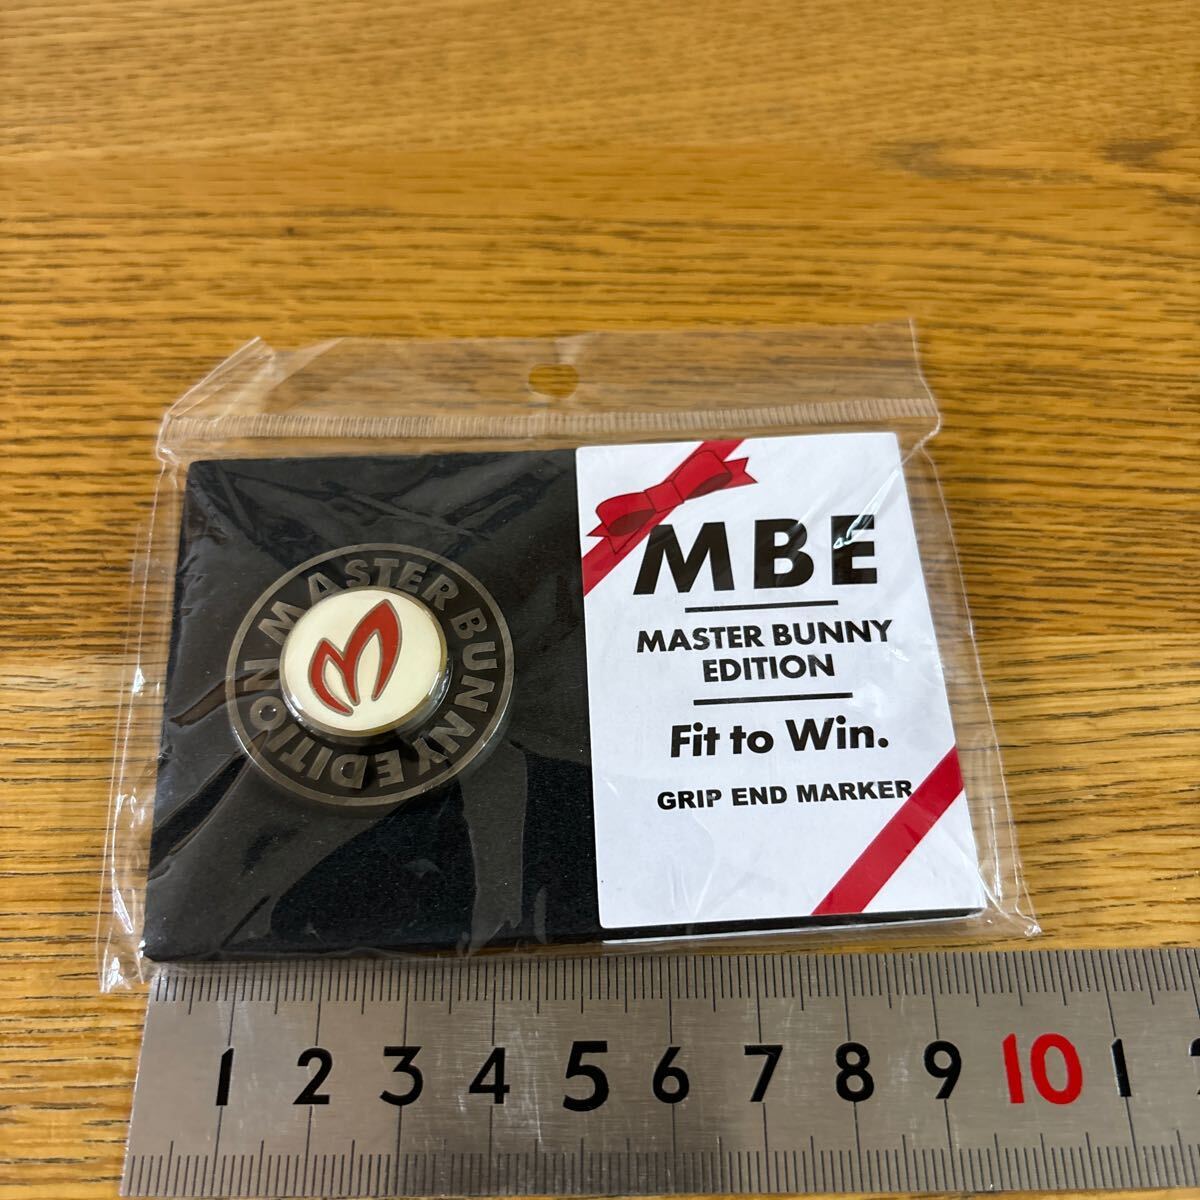 MASTER BUNNY EDITION
MBE
MASTER BUNNY
EDITION
Fit to Win.
GRIP END MARKER
1 2 3 4 5 6 7 8 9 10 1